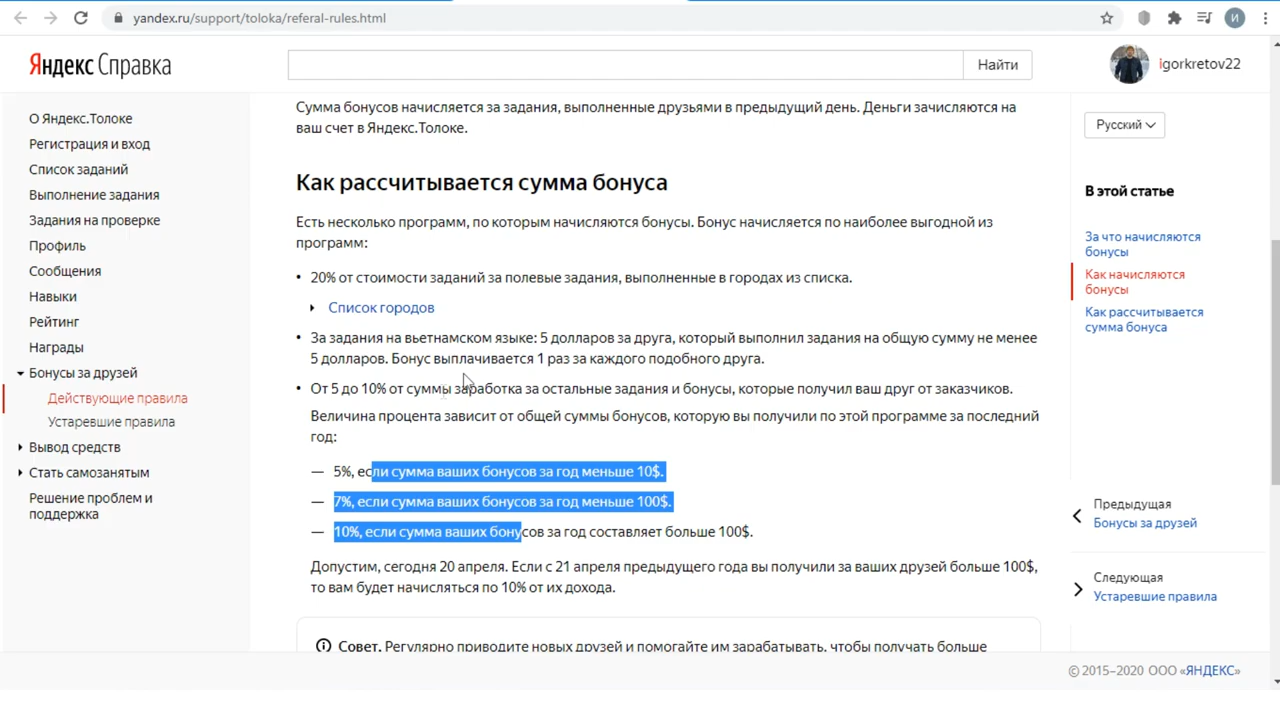 yandex.ru/support/toloka/referal-rules.html
И
Яндекс Справка
Найти
igorkretov22
О Яндекс.Толоке
Регистрация и вход
Список заданий
Выполнение задания
Задания на проверке
Профиль
Сообщения
Навыки
Рейтинг
Награды
Бонусы за друзей
Действующие правила
Устаревшие правила
Вывод средств
Стать самозанятым
Решение проблем и
поддержка
Сумма бонусов начисляется за задания, выполненные друзьями в предыдущий день. Деньги зачисляются на
ваш счет в Яндекс.Толоке.
Как рассчитывается сумма бонуса
Есть несколько программ, по которым начисляются бонусы. Бонус начисляется по наиболее выгодной из
программ:
• 20% от стоимости заданий за полевые задания, выполненные в городах из списка.
Список городов
• За задания на вьетнамском языке: 5 долларов за друга, который выполнил задания на общую сумму не менее
5 долларов. Бонус выплачивается 1 раз за каждого подобного друга.
• От 5 до 10% от суммы заработка за остальные задания и бонусы, которые получил ваш друг от заказчиков.
Величина процента зависит от общей суммы бонусов, которую вы получили по этой программе за последний
год:
— 5%, если сумма ваших бонусов за год меньше 10$.
— 7%, если сумма ваших бонусов за год меньше 100$.
— 10%, если сумма ваших бонусов за год составляет больше 100$.
Допустим, сегодня 20 апреля. Если с 21 апреля предыдущего года вы получили за ваших друзей больше 100$,
то вам будет начисляться по 10% от их дохода.
Совет. Регулярно приводите новых друзей и помогайте им зарабатывать, чтобы получать больше
Русский
В этой статье
За что начисляются
бонусы
Как начисляются
бонусы
Как рассчитывается
сумма бонуса
Предыдущая
Бонусы за друзей
Следующая
Устаревшие правила
© 2015–2020 ООО «ЯНДЕКС»